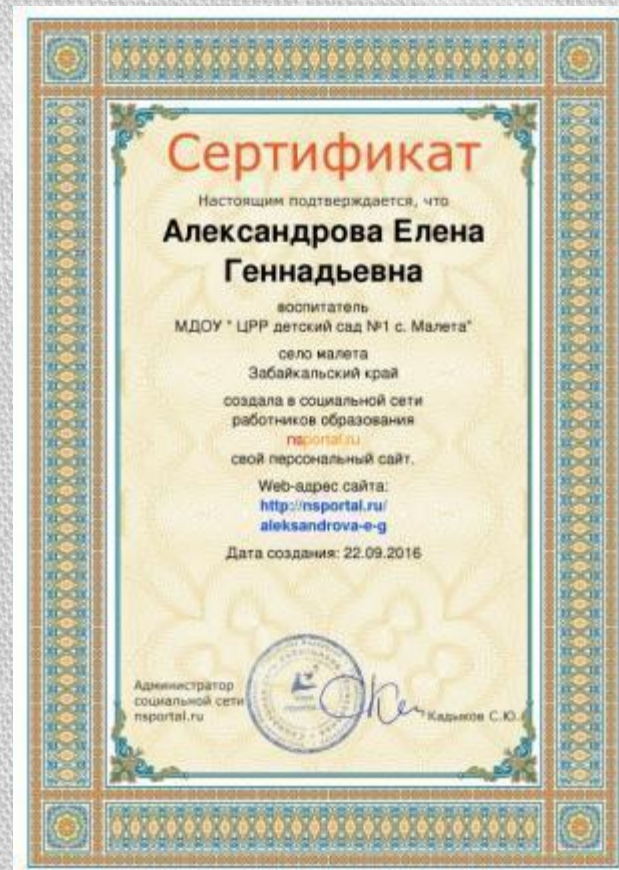 Сертификат
Настоящим подтверждается, что
Александрова Елена
Геннадьевна
воспитатель
МДОУ " ЦРР детский сад №1 с. Малета"
село малета
Забайкальский край
создала в социальной сети
работников образования
nsportal.ru
свой персональный сайт.
Web-адрес сайта:
http://nsportal.ru/
aleksandrova-e-g
Дата создания: 22.09.2016
Администратор
социальной сети
nsportal.ru
Кадыков С.Ю.